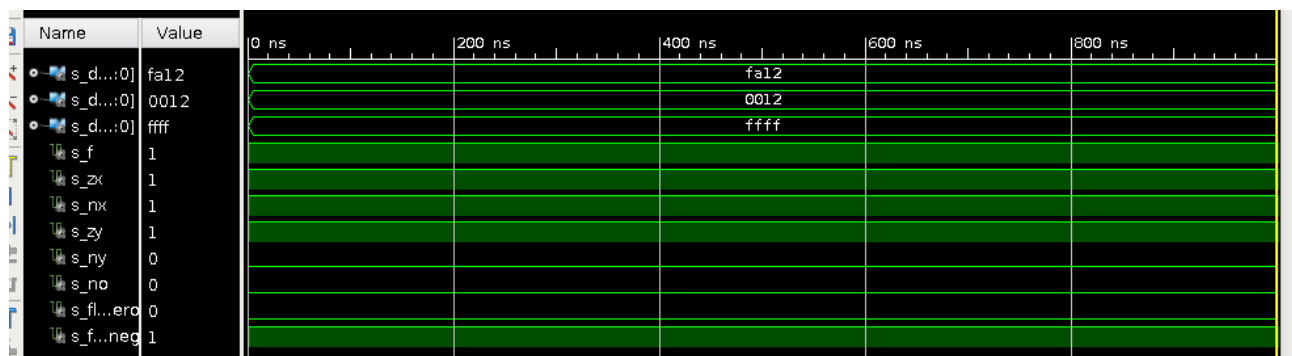 Name Value
0 ns 200 ns 400 ns 600 ns 800 ns
s_d...:0] fa12 fa12
s_d...:0] 0012 0012
s_d...:0] ffff ffff
s_f 1
s_zx 1
s_nx 1
s_zy 1
s_ny 0
s_no 0
s_fl...ero 0
s_f...neg 1